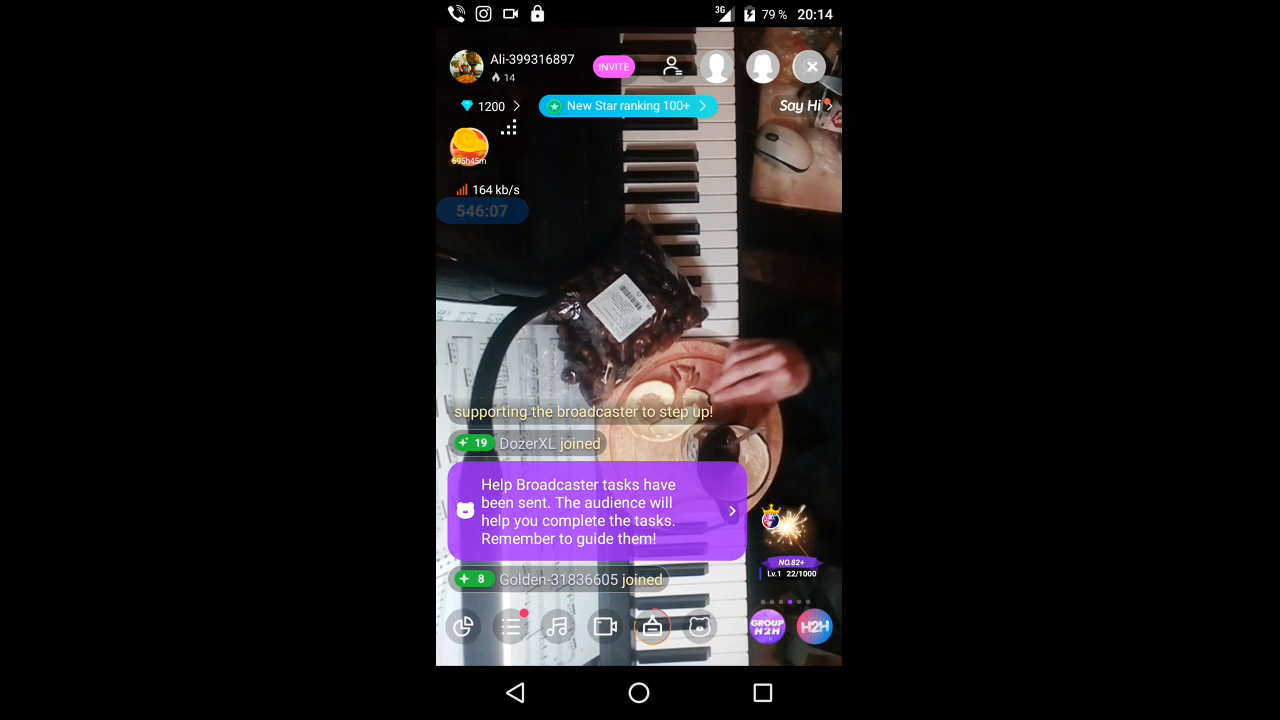 3G
79 %
20:14
Ali-399316897
14
INVITE
1200
New Star ranking 100+
Say Hi
695h45m
164 kb/s
546:07
supporting the broadcaster to step up!
19 DozerXL joined
Help Broadcaster tasks have
been sent. The audience will
help you complete the tasks.
Remember to guide them!
NO.82+
Lv.1 22/1000
8 Golden-31836605 joined
GROUP
H2H
H2H